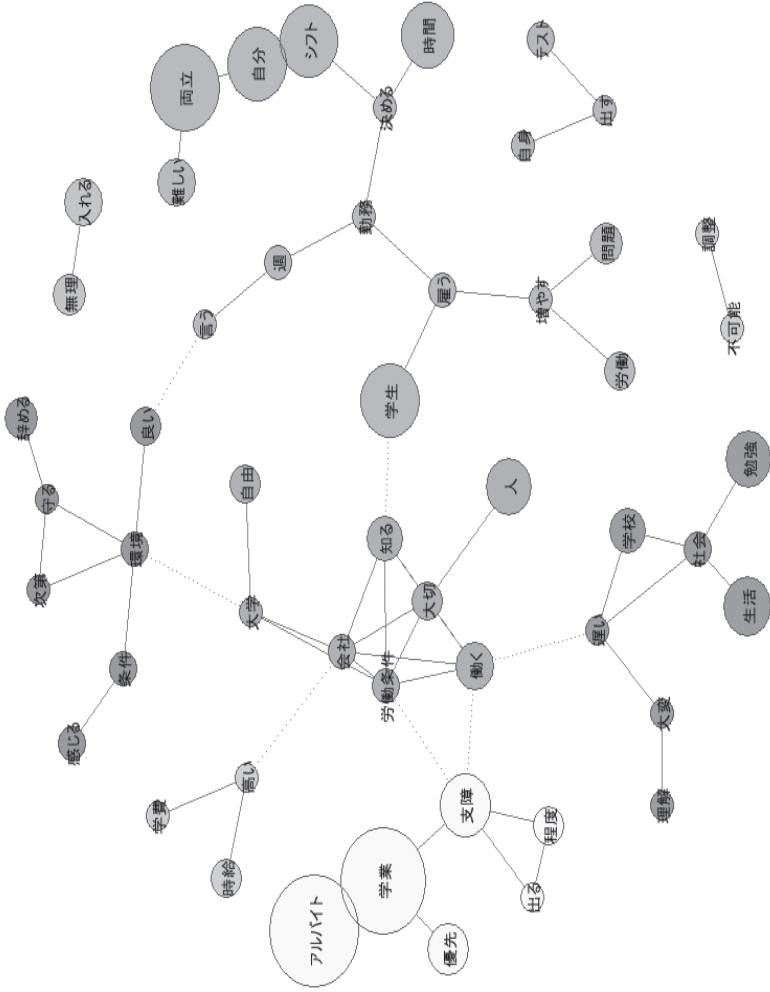 シフト
時間
テスト
自分
両立
決める
出す
自身
難しい
入れる
勤務
問題
調整
週
無理
雇う
増やす
言う
不可能
労働
学生
辞める
良い
勉強
自由
人
守る
学校
知る
環境
社会
次第
大切
生活
大学
遅い
会社
働く
条件
労働条件
大変
感じる
高い
支障
理解
学費
程度
時給
学業
出る
アルバイト
優先